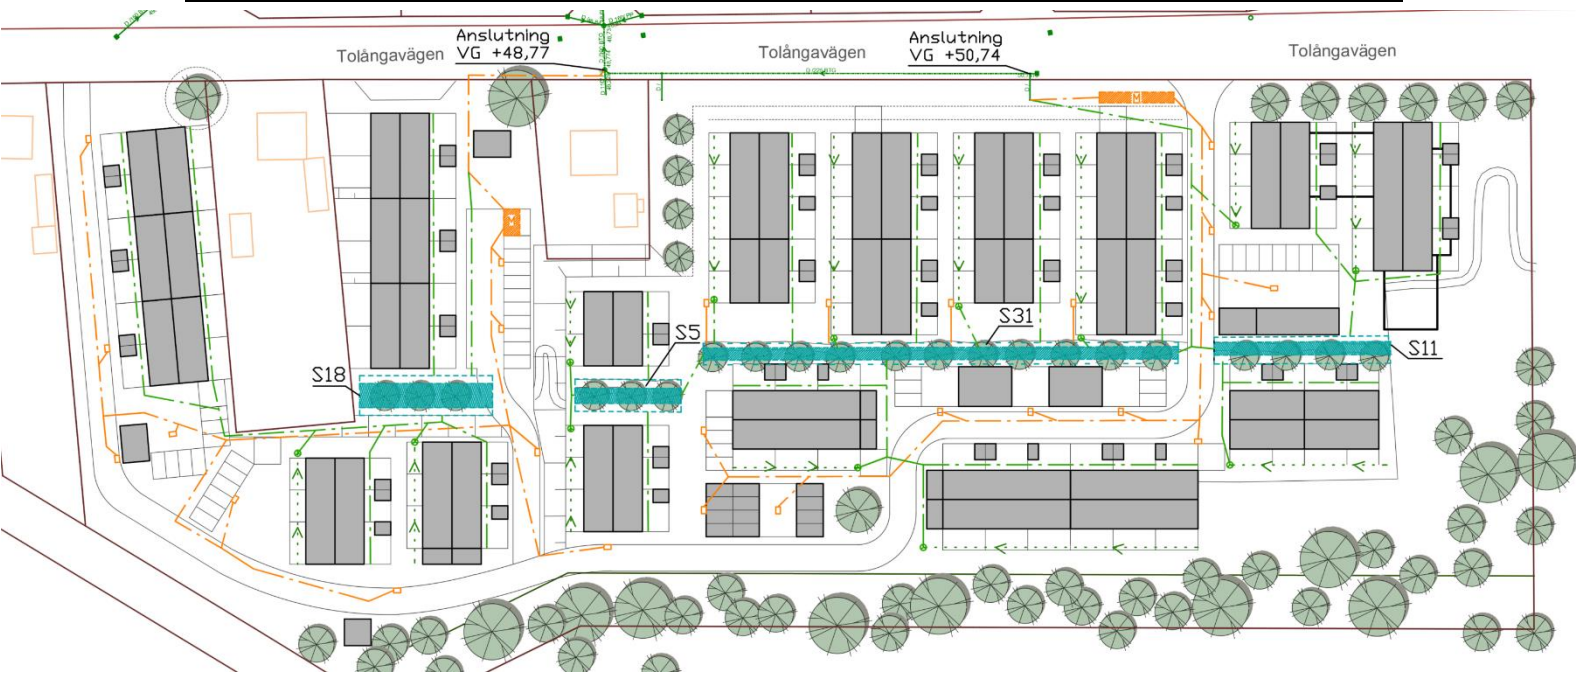 Anslutning
VG +48,77
Anslutning
VG +50,74
Tolångavägen
Tolångavägen
Tolångavägen
M
M
S31
S5
S11
S18